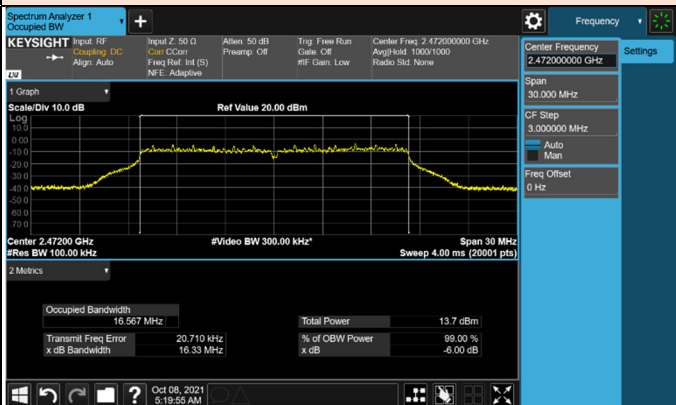 Spectrum Analyzer 1
Occupied BW
Frequency
KEYSIGHT
Input: RF
Coupling: DC
Align: Auto
Input Z: 50 Ω
Corr CCorr
Freq Ref: Int (S)
NFE: Adaptive
Atten: 50 dB
Preamp: Off
Trig: Free Run
Gate: Off
#IF Gain: Low
Center Freq: 2.472000000 GHz
Avg|Hold: 1000/1000
Radio Std: None
LXI
Center Frequency
2.472000000 GHz
Settings
Span
30.000 MHz
CF Step
3.000000 MHz
Auto
Man
Freq Offset
0 Hz
1 Graph
Scale/Div 10.0 dB
Ref Value 20.00 dBm
Log
10.0
0.00
-10.0
-20.0
-30.0
-40.0
-50.0
-60.0
-70.0
Center 2.47200 GHz
#Video BW 300.00 kHz*
Span 30 MHz
#Res BW 100.00 kHz
Sweep 4.00 ms (20001 pts)
2 Metrics
Occupied Bandwidth
16.567 MHz
Total Power
13.7 dBm
Transmit Freq Error
20.710 kHz
% of OBW Power
99.00 %
x dB Bandwidth
16.33 MHz
x dB
-6.00 dB
Oct 08, 2021
5:19:55 AM